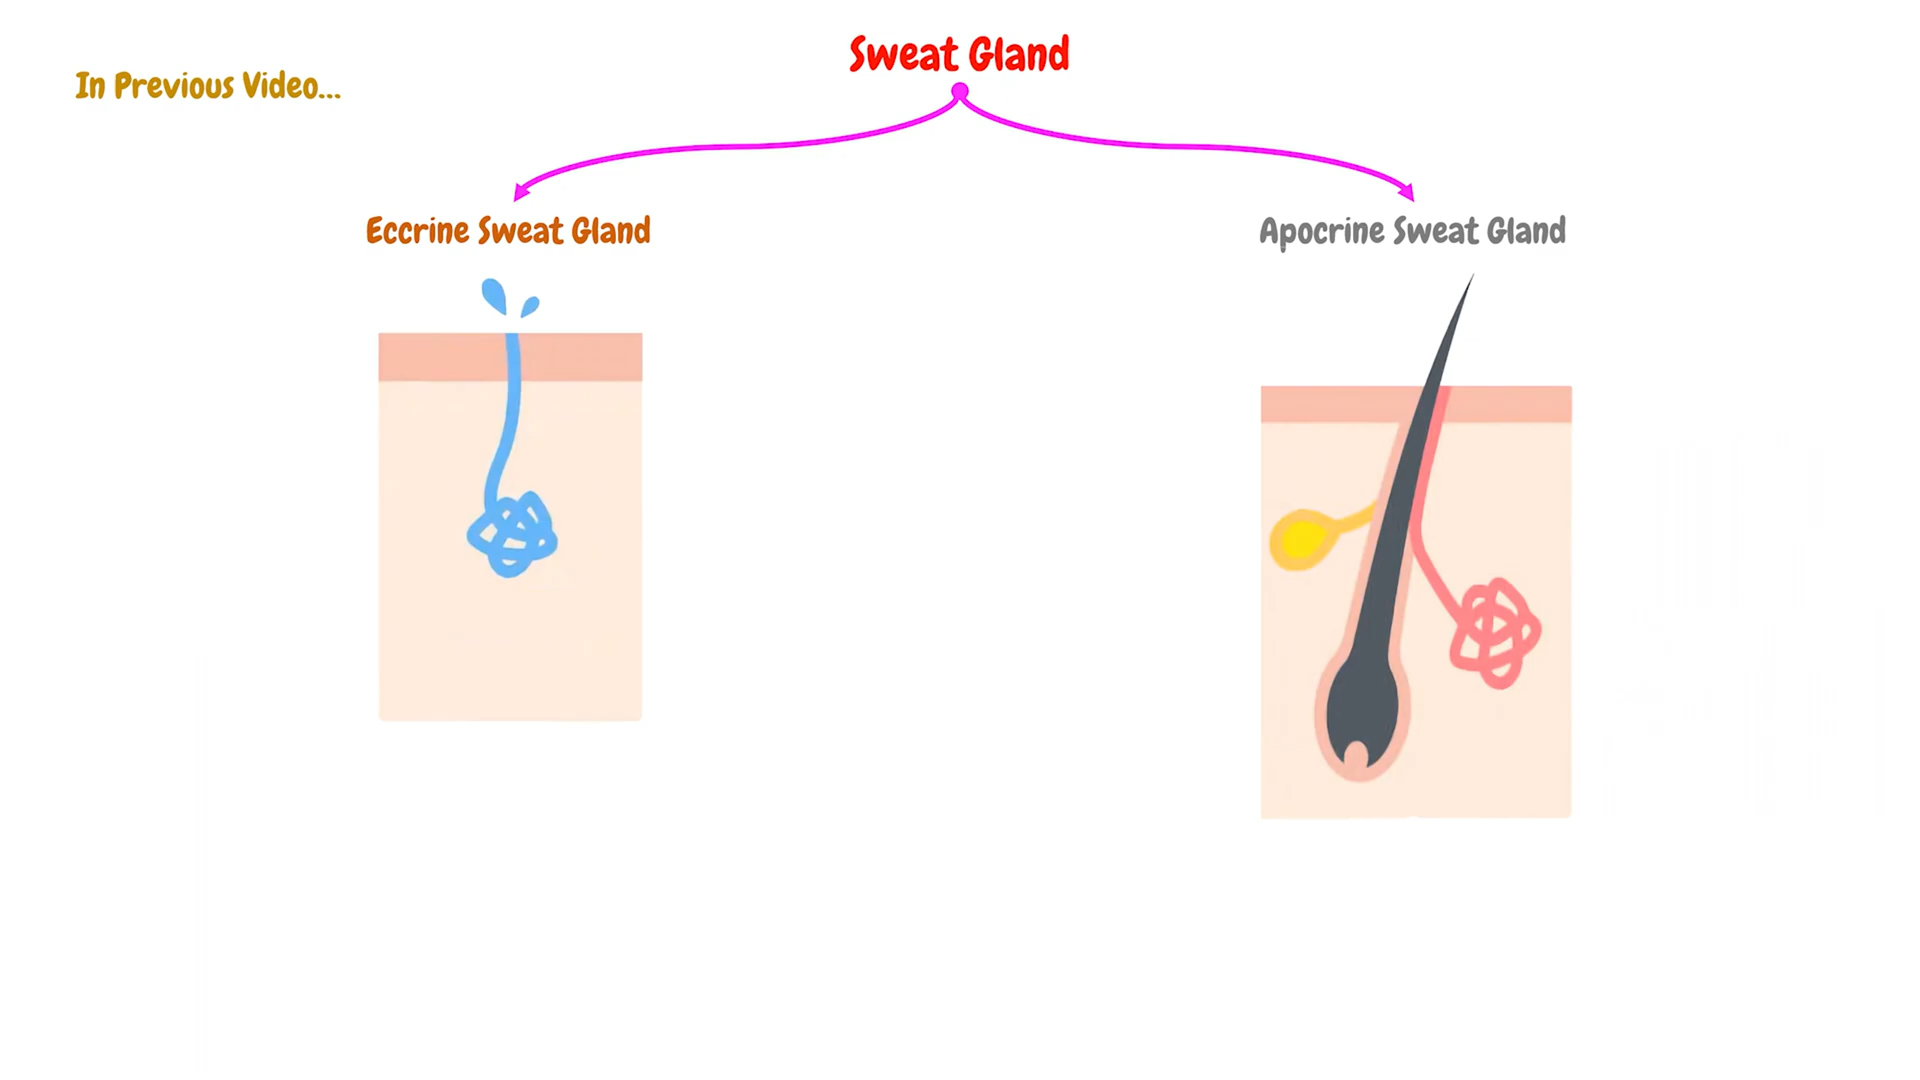 Sweat Gland
In Previous Video...
Eccrine Sweat Gland
Apocrine Sweat Gland